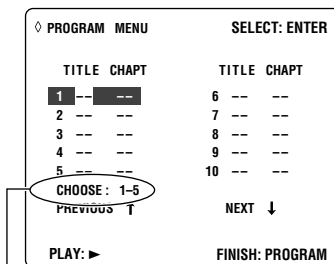 ◊ PROGRAM MENU SELECT: ENTER
TITLE CHAPT TITLE CHAPT
1 -- -- 6 -- --
2 -- -- 7 -- --
3 -- -- 8 -- --
4 -- -- 9 -- --
5 -- -- 10 -- --
CHOOSE: 1–5
PREVIOUS ↑ NEXT ↓
PLAY: ► FINISH: PROGRAM